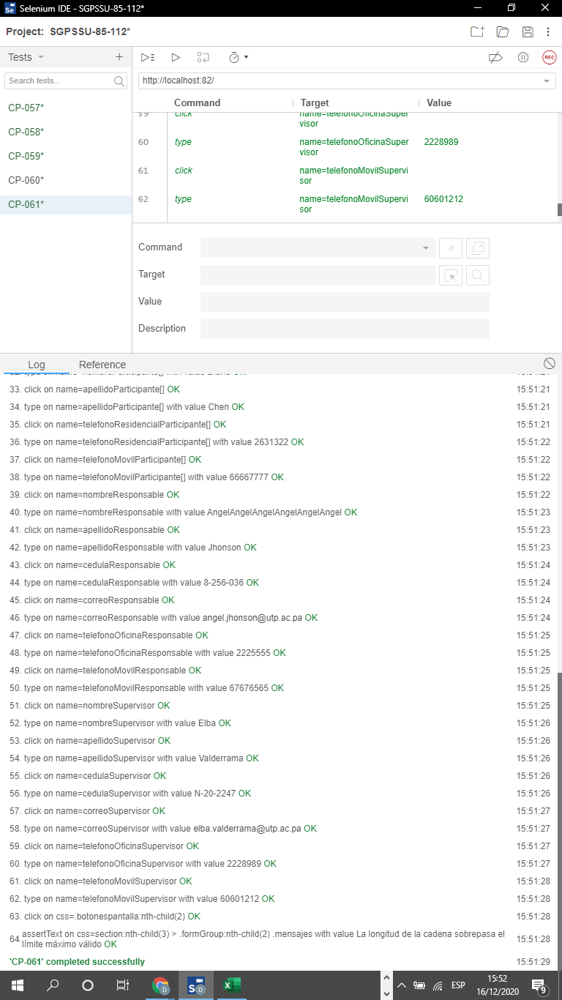 Se Selenium IDE - SGPSSU-85-112*
Project: SGPSSU-85-112*
Tests
REC
Search tests...
http://localhost:82/
Command Target Value
CP-057*
CP-058*
CP-059*
CP-060*
CP-061*
59 click name=telefonoOficinaSuper
visor
60 type name=telefonoOficinaSuper 2228989
visor
61 click name=telefonoMovilSupervi
sor
62 type name=telefonoMovilSupervi 60601212
sor
Command //
Target
Value
Description
Log Reference
33. click on name=apellidoParticipante[] OK 15:51:21
34. type on name=apellidoParticipante[] with value Chen OK 15:51:21
35. click on name=telefonoResidencialParticipante[] OK 15:51:21
36. type on name=telefonoResidencialParticipante[] with value 2631322 OK 15:51:22
37. click on name=telefonoMovilParticipante[] OK 15:51:22
38. type on name=telefonoMovilParticipante[] with value 66667777 OK 15:51:22
39. click on name=nombreResponsable OK 15:51:22
40. type on name=nombreResponsable with value AngelAngelAngelAngelAngelAngel OK 15:51:23
41. click on name=apellidoResponsable OK 15:51:23
42. type on name=apellidoResponsable with value Jhonson OK 15:51:23
43. click on name=cedulaResponsable OK 15:51:24
44. type on name=cedulaResponsable with value 8-256-036 OK 15:51:24
45. click on name=correoResponsable OK 15:51:24
46. type on name=correoResponsable with value angel.jhonson@utp.ac.pa OK 15:51:24
47. click on name=telefonoOficinaResponsable OK 15:51:25
48. type on name=telefonoOficinaResponsable with value 2225555 OK 15:51:25
49. click on name=telefonoMovilResponsable OK 15:51:25
50. type on name=telefonoMovilResponsable with value 67676565 OK 15:51:25
51. click on name=nombreSupervisor OK 15:51:25
52. type on name=nombreSupervisor with value Elba OK 15:51:26
53. click on name=apellidoSupervisor OK 15:51:26
54. type on name=apellidoSupervisor with value Valderrama OK 15:51:26
55. click on name=cedulaSupervisor OK 15:51:26
56. type on name=cedulaSupervisor with value N-20-2247 OK 15:51:26
57. click on name=correoSupervisor OK 15:51:27
58. type on name=correoSupervisor with value elba.valderrama@utp.ac.pa OK 15:51:27
59. click on name=telefonoOficinaSupervisor OK 15:51:27
60. type on name=telefonoOficinaSupervisor with value 2228989 OK 15:51:27
61. click on name=telefonoMovilSupervisor OK 15:51:28
62. type on name=telefonoMovilSupervisor with value 60601212 OK 15:51:28
63. click on css=.botonespantalla:nth-child(2) OK 15:51:28
64. assertText on css=section:nth-child(3) > .formGroup:nth-child(2) .mensajes with value La longitud de la cadena sobrepasa el
límite máximo válido OK 15:51:28
'CP-061' completed successfully 15:51:29
D Se D ESP 15:52
16/12/2020 9